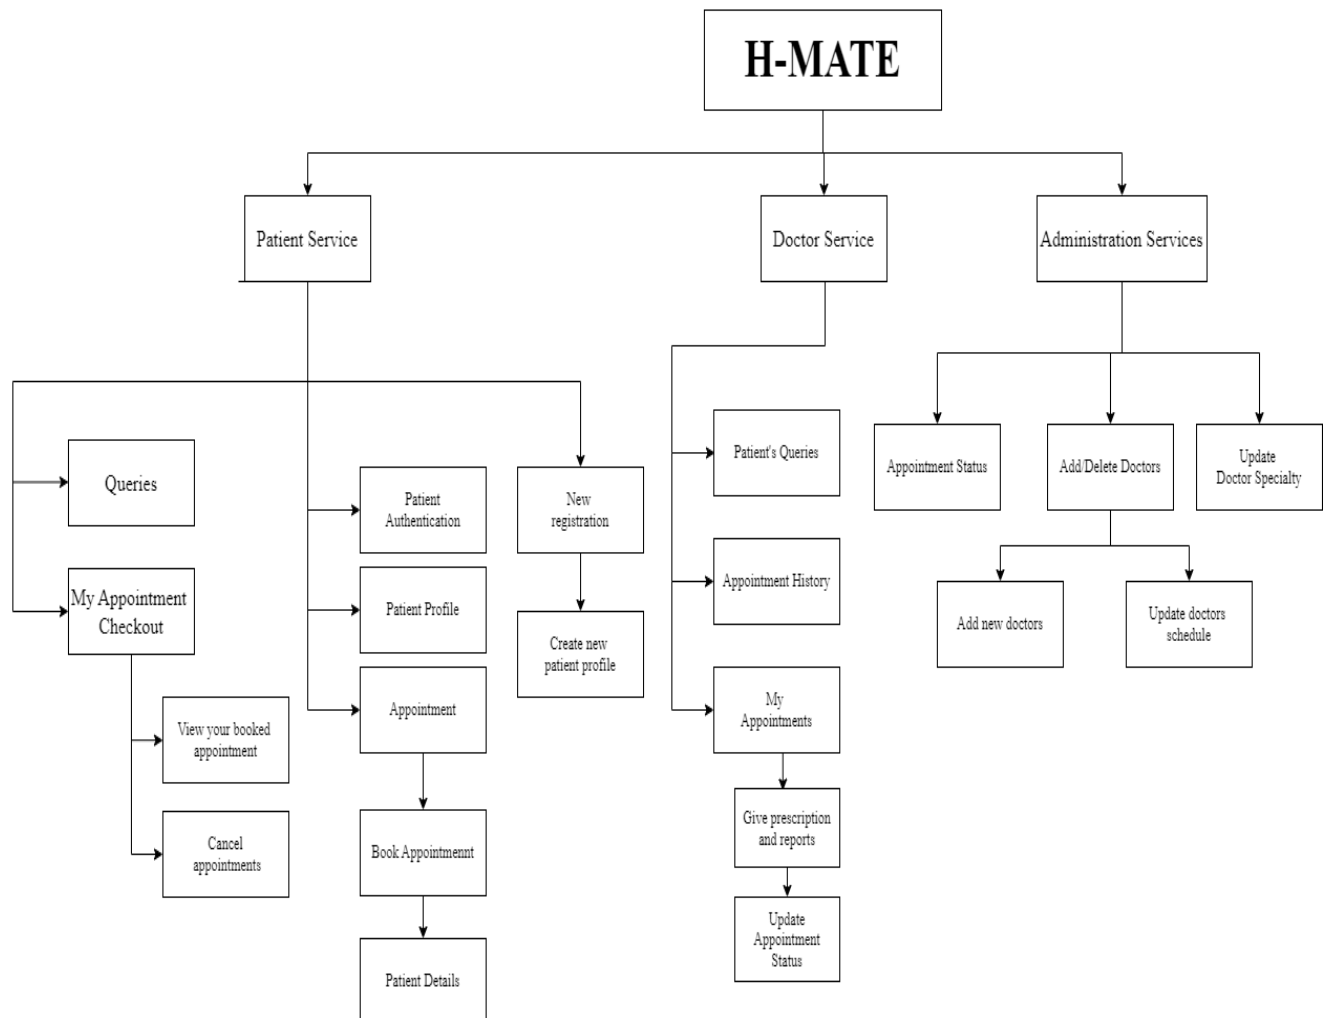 H-MATE
Patient Service
Doctor Service
Administration Services
Queries
My Appointment
Checkout
View your booked
appointment
Cancel
appointments
Patient
Authentication
Patient Profile
Appointment
Book Appointmennt
Patient Details
New
registration
Create new
patient profile
Patient's Queries
Appointment History
My
Appointments
Give prescription
and reports
Update
Appointment
Status
Appointment Status
Add/Delete Doctors
Update
Doctor Specialty
Add new doctors
Update doctors
schedule